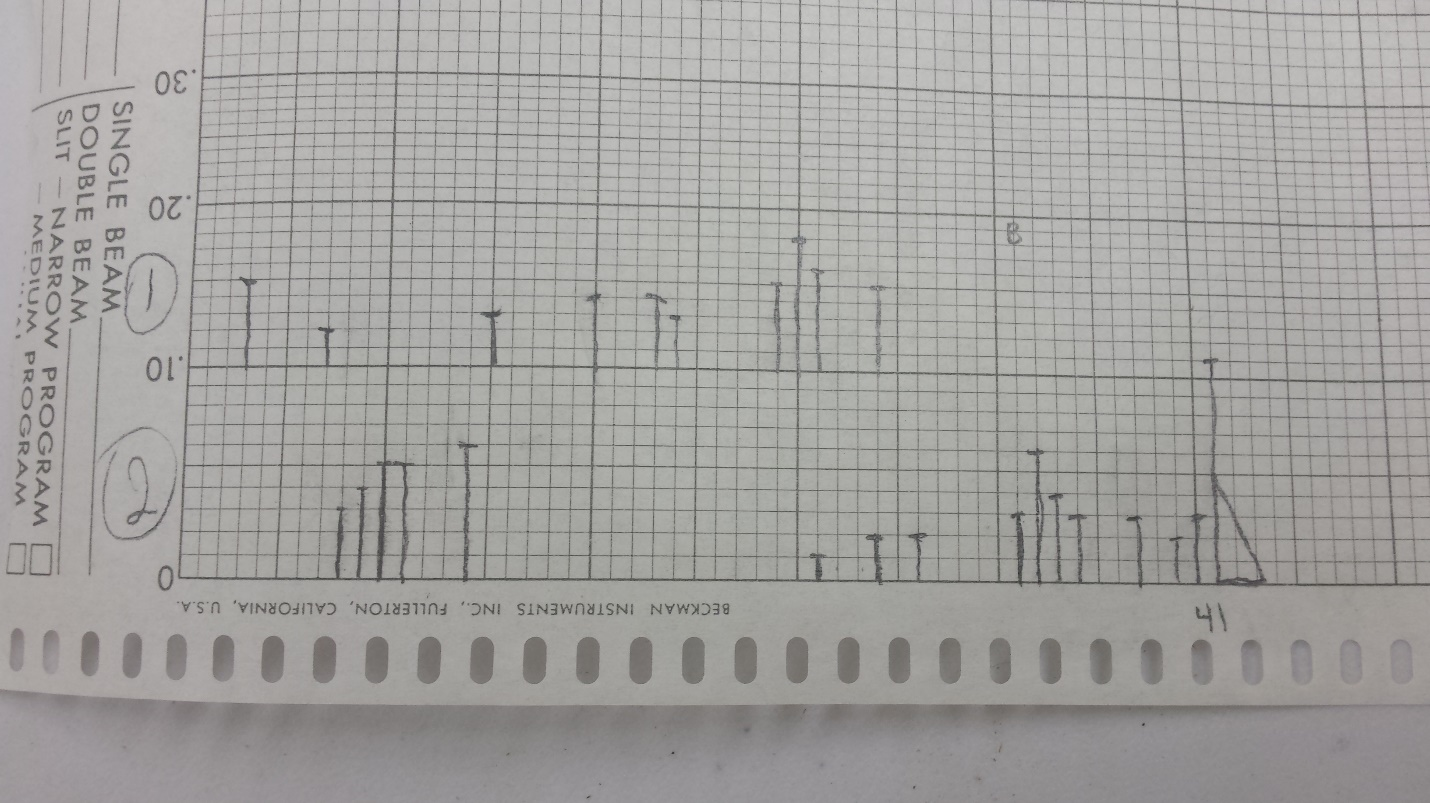 .30
.20
.10
0
SINGLE BEAM
DOUBLE BEAM
SLIT — NARROW PROGRAM
— MEDIUM PROGRAM
1
2
B
41
BECKMAN INSTRUMENTS INC., FULLERTON, CALIFORNIA, U.S.A.